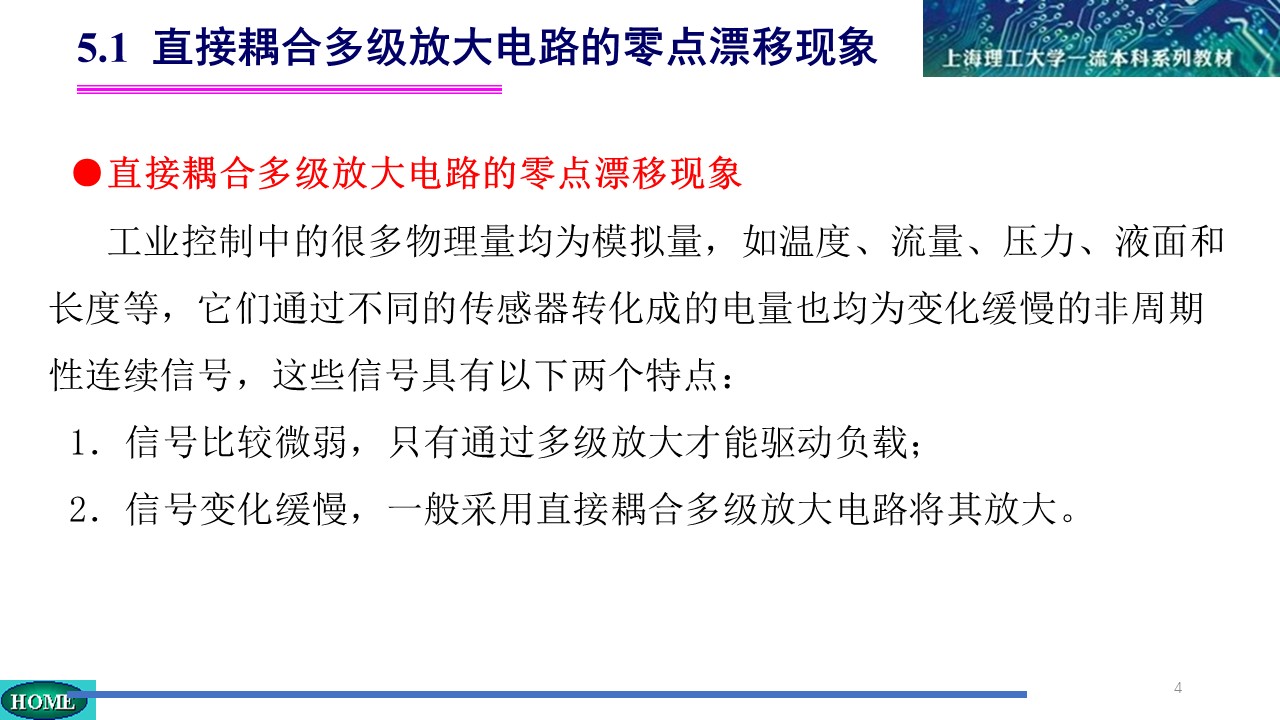 5.1 直接耦合多级放大电路的零点漂移现象
上海理工大学一流本科系列教材
●直接耦合多级放大电路的零点漂移现象
工业控制中的很多物理量均为模拟量，如温度、流量、压力、液面和
长度等，它们通过不同的传感器转化成的电量也均为变化缓慢的非周期
性连续信号，这些信号具有以下两个特点：
1．信号比较微弱，只有通过多级放大才能驱动负载；
2．信号变化缓慢，一般采用直接耦合多级放大电路将其放大。
HOME
4